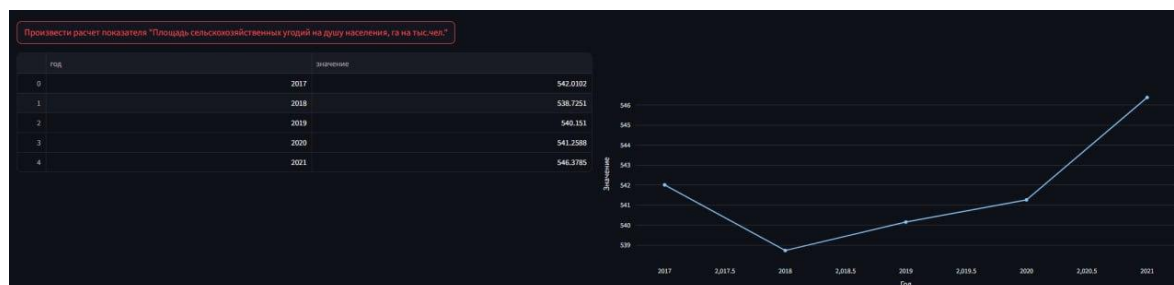 Произвести расчет показателя "Площадь сельскохозяйственных угодий на душу населения, га на тыс.чел."
год значение
0 2017 542.0102
1 2018 538.7251
2 2019 540.151
3 2020 541.2588
4 2021 546.3785
546
545
544
543
542
541
540
539
Значение
2017 2,017.5 2018 2,018.5 2019 2,019.5 2020 2,020.5 2021
Год